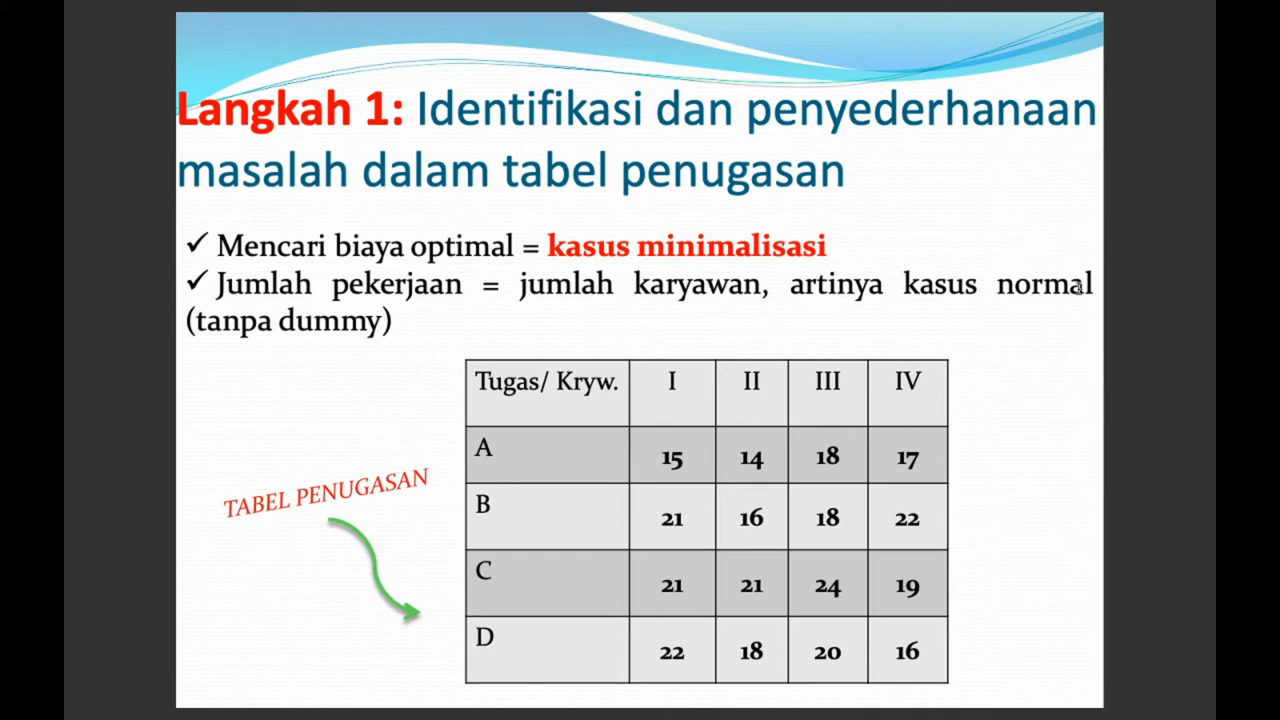 Langkah 1: Identifikasi dan penyederhanaan
masalah dalam tabel penugasan
✓ Mencari biaya optimal = kasus minimalisasi
✓ Jumlah pekerjaan = jumlah karyawan, artinya kasus normal
(tanpa dummy)
TABEL PENUGASAN
Tugas/ Kryw. I II III IV
A 15 14 18 17
B 21 16 18 22
C 21 21 24 19
D 22 18 20 16